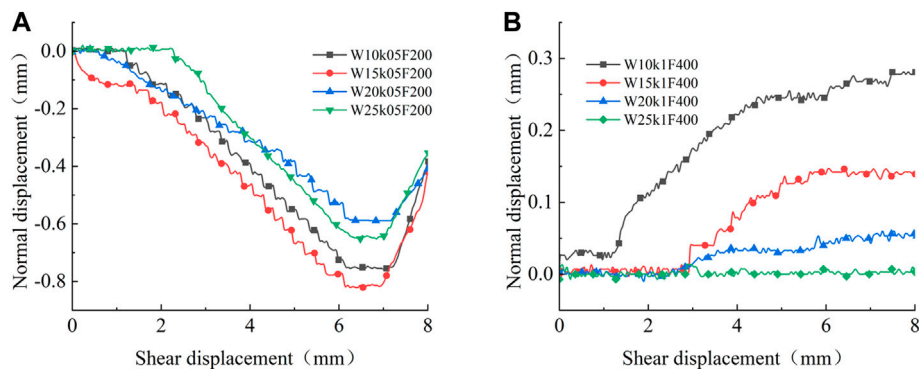 A
B
0.0
-0.2
-0.4
-0.6
-0.8
Normal displacement（mm）
W10k05F200
W15k05F200
W20k05F200
W25k05F200
0 2 4 6 8
Shear displacement（mm）
0.3
0.2
0.1
0.0
Normal displacement（mm）
W10k1F400
W15k1F400
W20k1F400
W25k1F400
0 2 4 6 8
Shear displacement（mm）